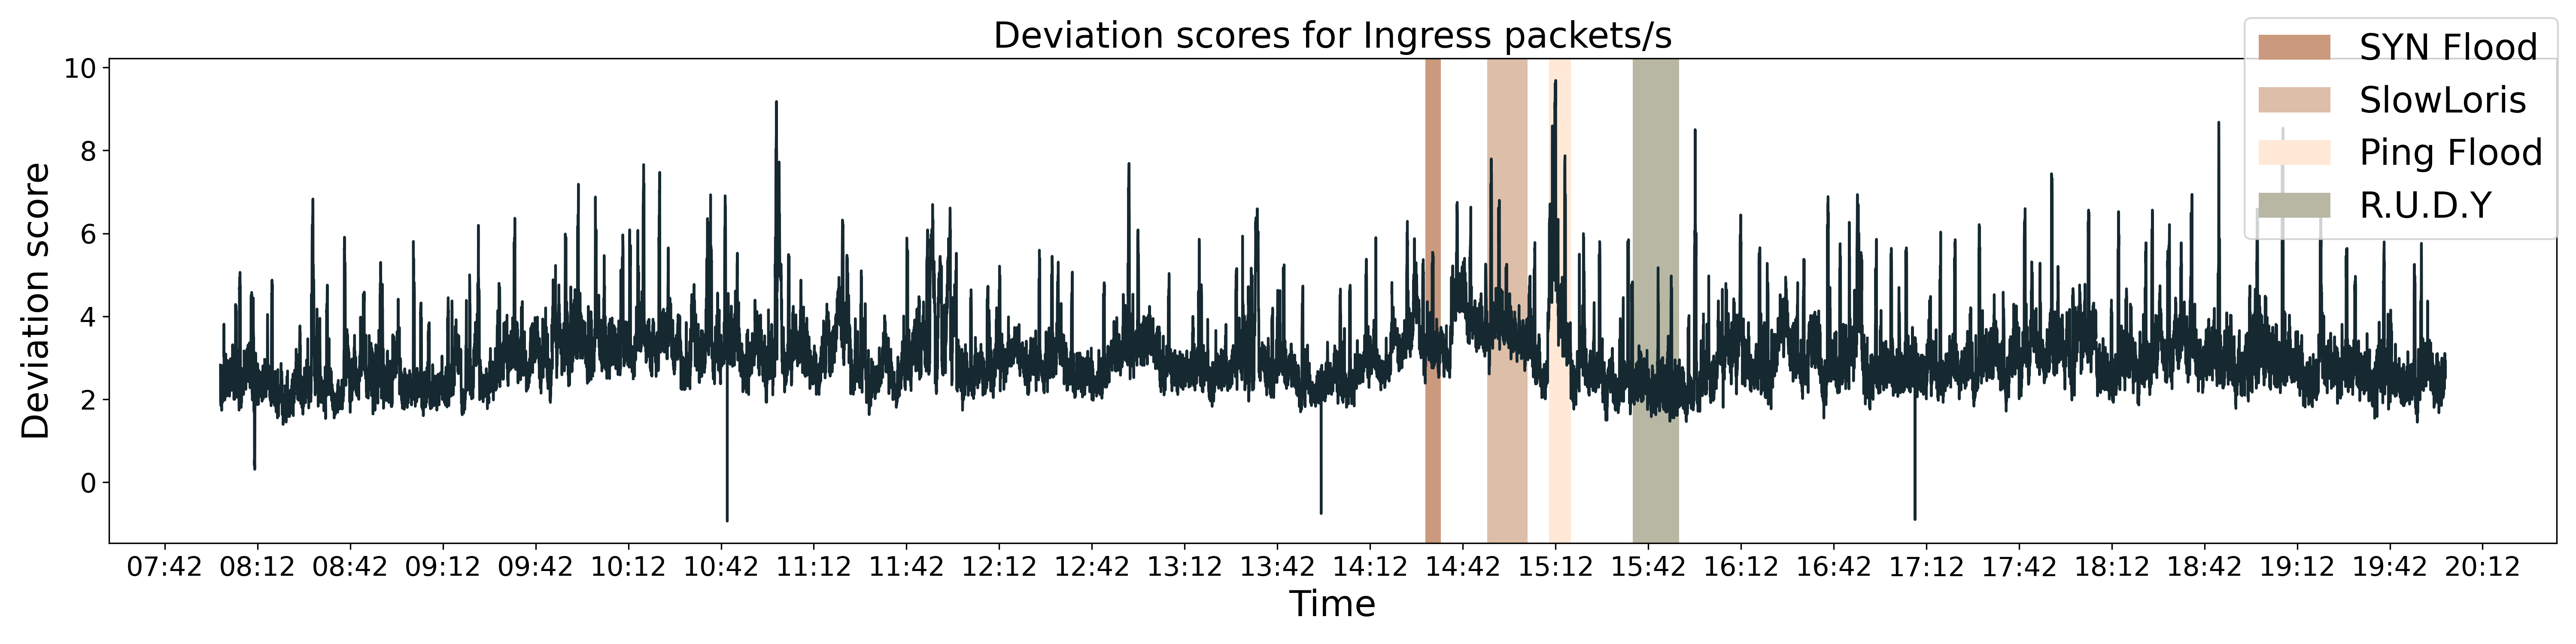 Deviation scores for Ingress packets/s
SYN Flood
SlowLoris
Ping Flood
R.U.D.Y
Deviation score
10
8
6
4
2
0
07:42 08:12 08:42 09:12 09:42 10:12 10:42 11:12 11:42 12:12 12:42 13:12 13:42 14:12 14:42 15:12 15:42 16:12 16:42 17:12 17:42 18:12 18:42 19:12 19:42 20:12
Time